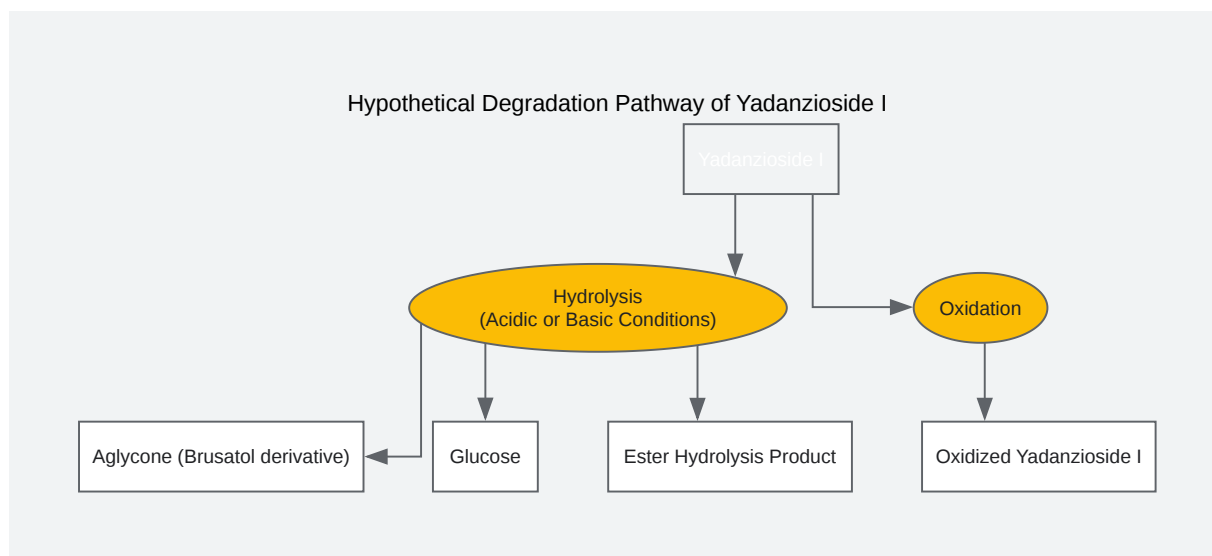 Hypothetical Degradation Pathway of Yadanzioside I
Yadanzioside I
Hydrolysis
(Acidic or Basic Conditions)
Oxidation
Aglycone (Brusatol derivative)
Glucose
Ester Hydrolysis Product
Oxidized Yadanzioside I